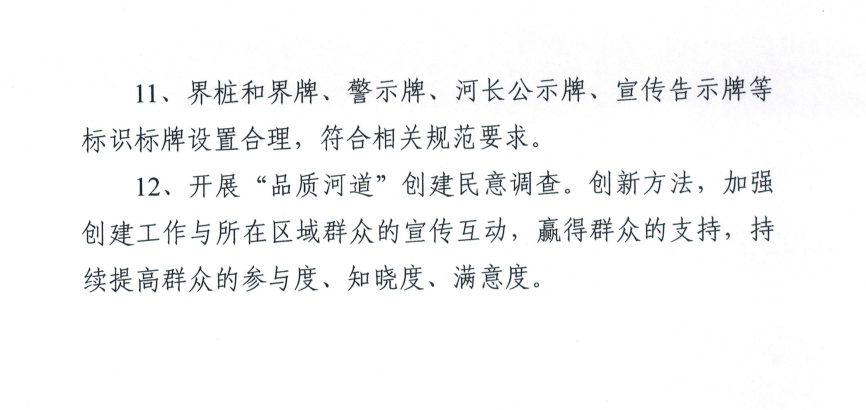 11、界桩和界牌、警示牌、河长公示牌、宣传告示牌等
标识标牌设置合理，符合相关规范要求。
12、开展“品质河道”创建民意调查。创新方法，加强
创建工作与所在区域群众的宣传互动，赢得群众的支持，持
续提高群众的参与度、知晓度、满意度。